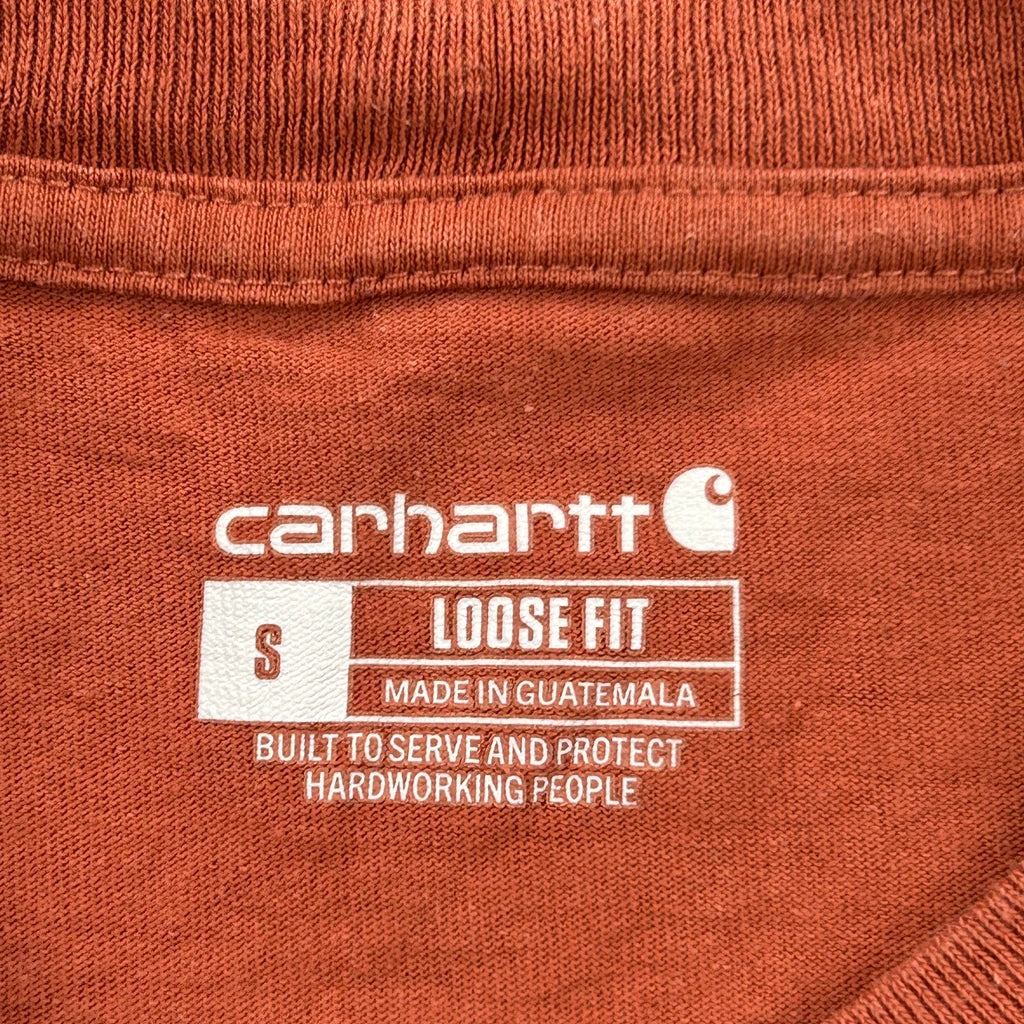 carhartt
S
LOOSE FIT
MADE IN GUATEMALA
BUILT TO SERVE AND PROTECT
HARDWORKING PEOPLE